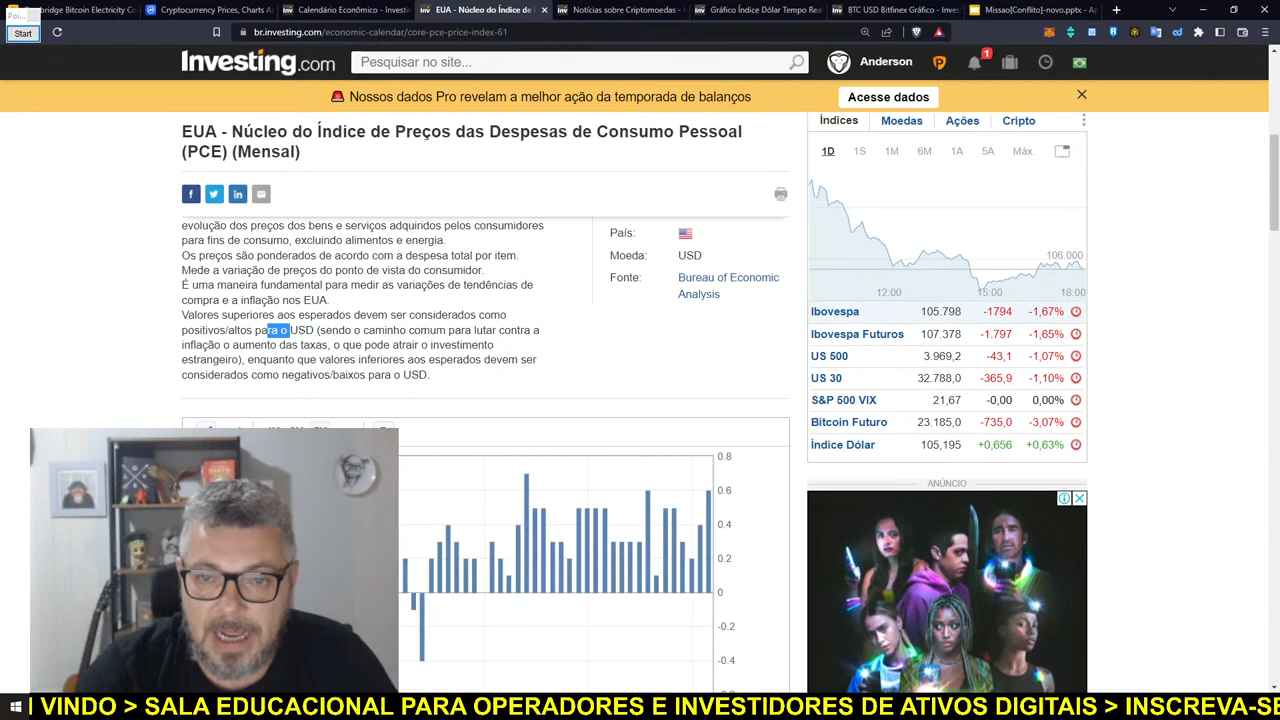 Poi...
Start
bridge Bitcoin Electricity C
Cryptocurrency Prices, Charts A
Calendário Econômico - Investi
EUA - Núcleo do Índice de
Notícias sobre Criptomoedas -
Gráfico Índice Dólar Tempo Rea
BTC USD Bitfinex Gráfico - Inves
Missao[Conflito]-novo.pptx - Ap
br.investing.com/economic-calendar/core-pce-price-index-61
Investing.com
Pesquisar no site...
Anderson
1
Nossos dados Pro revelam a melhor ação da temporada de balanços
Acesse dados
EUA - Núcleo do Índice de Preços das Despesas de Consumo Pessoal
(PCE) (Mensal)
evolução dos preços dos bens e serviços adquiridos pelos consumidores
para fins de consumo, excluindo alimentos e energia.
Os preços são ponderados de acordo com a despesa total por item.
Mede a variação de preços do ponto de vista do consumidor.
É uma maneira fundamental para medir as variações de tendências de
compra e a inflação nos EUA.
Valores superiores aos esperados devem ser considerados como
positivos/altos para o USD (sendo o caminho comum para lutar contra a
inflação o aumento das taxas, o que pode atrair o investimento
estrangeiro), enquanto que valores inferiores aos esperados devem ser
considerados como negativos/baixos para o USD.
País:
Moeda: USD
Fonte: Bureau of Economic
Analysis
0.8
0.6
0.4
0.2
0
-0.2
-0.4
Índices Moedas Ações Cripto
1D 1S 1M 6M 1A 5A Máx.
106.000
12:00 15:00 18:00
Ibovespa 105.798 -1794 -1,67%
Ibovespa Futuros 107.378 -1.797 -1,65%
US 500 3.969,2 -43,1 -1,07%
US 30 32.788,0 -365,9 -1,10%
S&P 500 VIX 21,67 -0,00 0,00%
Bitcoin Futuro 23.185,0 -735,0 -3,07%
Índice Dólar 105,195 +0,656 +0,63%
ANÚNCIO
I VINDO > SALA EDUCACIONAL PARA OPERADORES E INVESTIDORES DE ATIVOS DIGITAIS > INSCREVA-SE